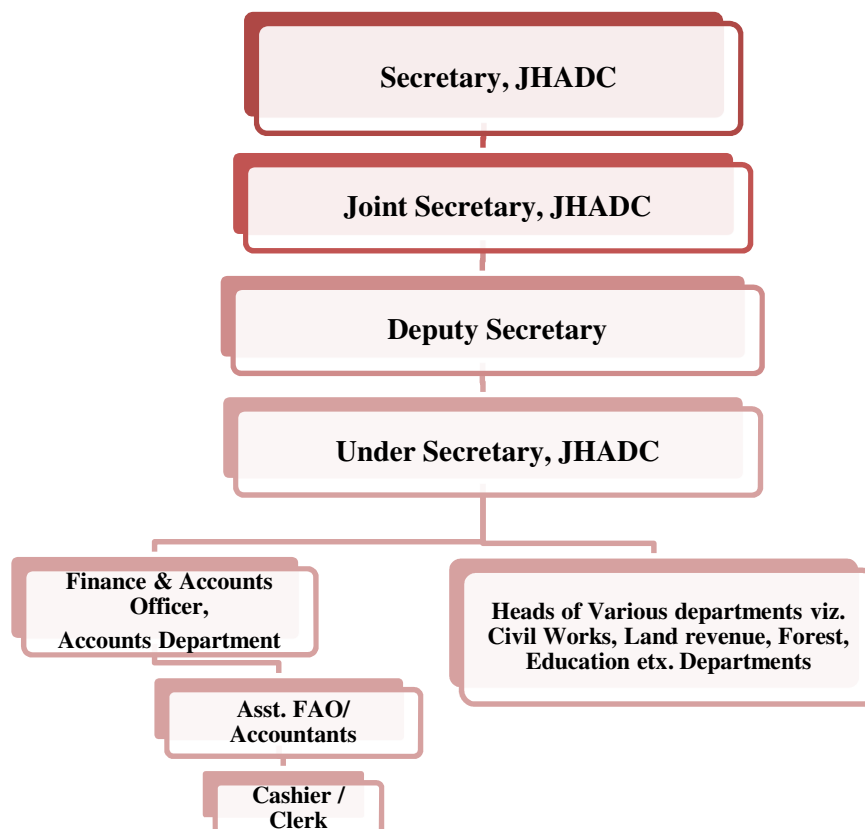 Secretary, JHADC
Joint Secretary, JHADC
Deputy Secretary
Under Secretary, JHADC
Finance & Accounts
Officer,
Accounts Department
Heads of Various departments viz.
Civil Works, Land revenue, Forest,
Education etx. Departments
Asst. FAO/
Accountants
Cashier /
Clerk